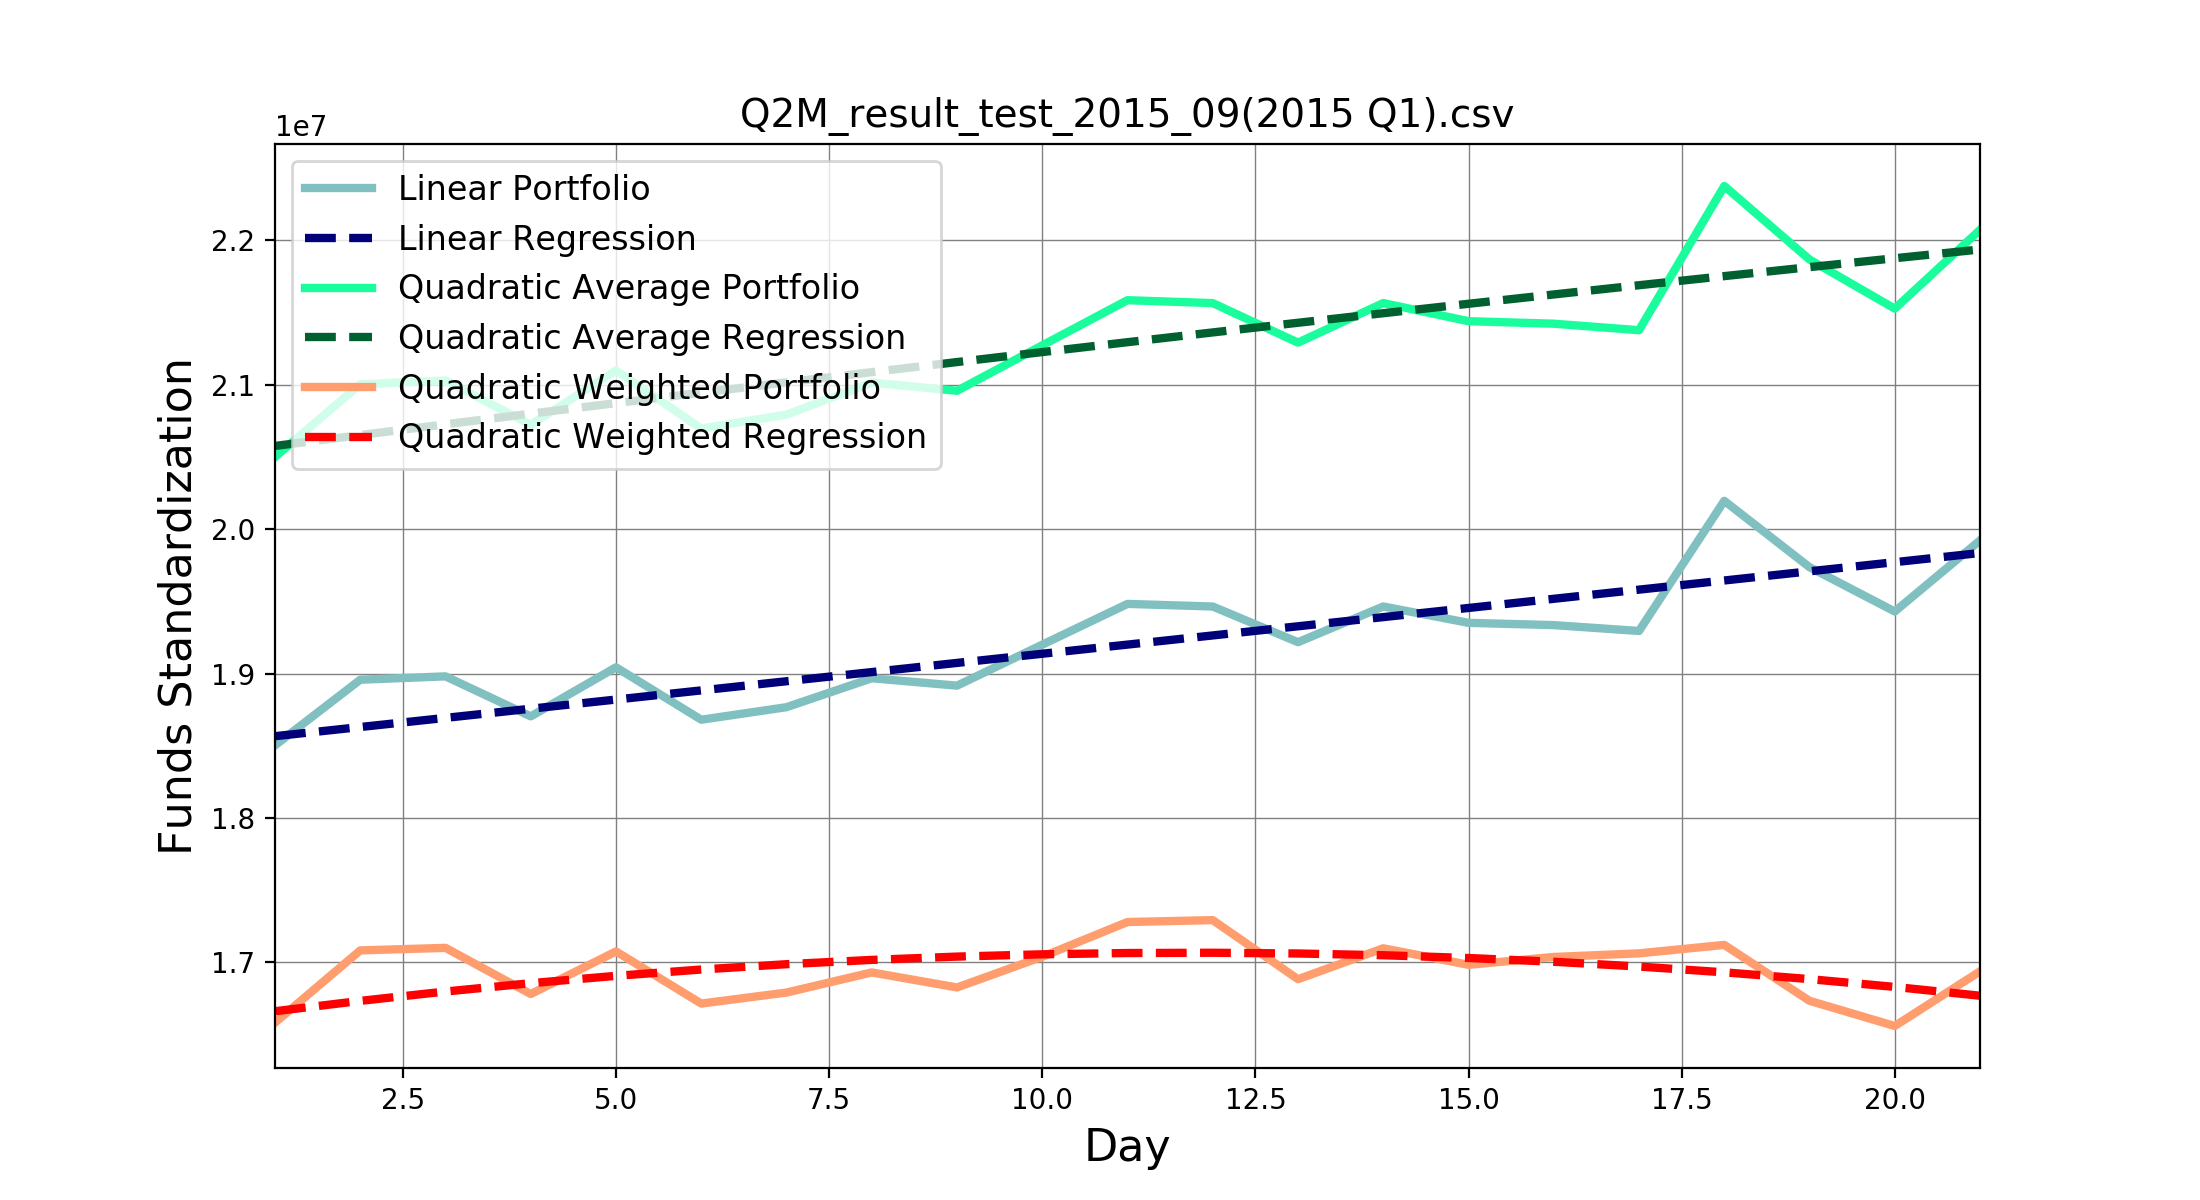 Q2M_result_test_2015_09(2015 Q1).csv
1e7
Linear Portfolio
Linear Regression
Quadratic Average Portfolio
Quadratic Average Regression
Quadratic Weighted Portfolio
Quadratic Weighted Regression
Funds Standardization
2.2
2.1
2.0
1.9
1.8
1.7
2.5 5.0 7.5 10.0 12.5 15.0 17.5 20.0
Day